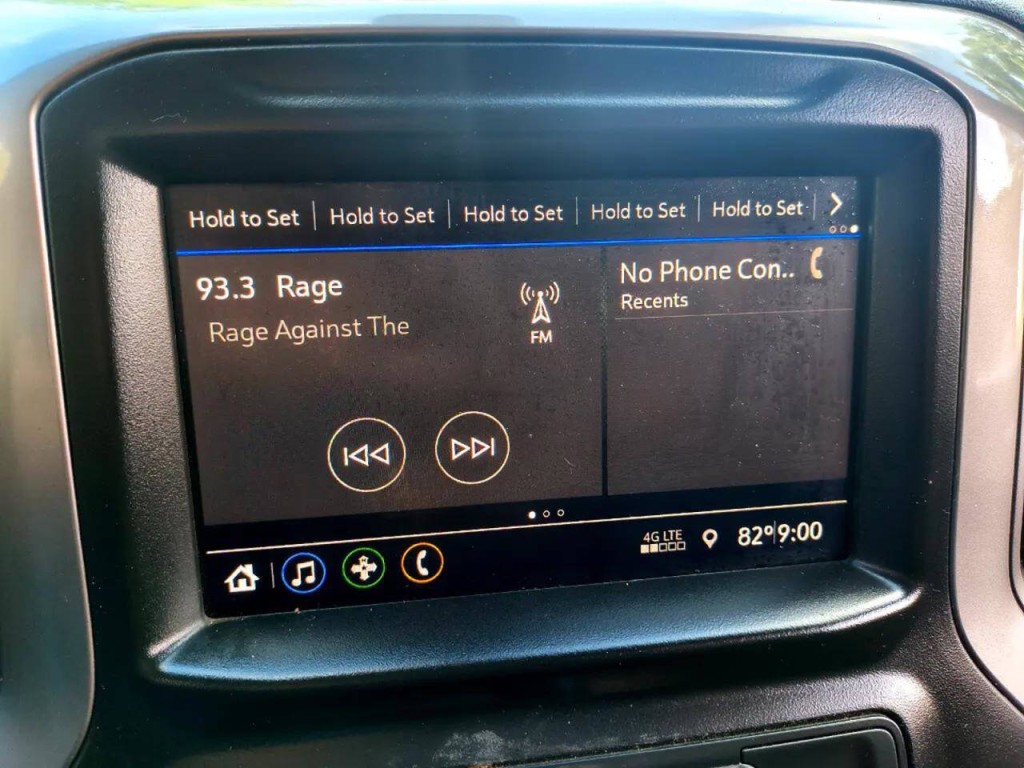 Hold to Set Hold to Set Hold to Set Hold to Set Hold to Set
93.3 Rage
Rage Against The
FM
No Phone Con..
Recents
4G LTE
82° 9:00